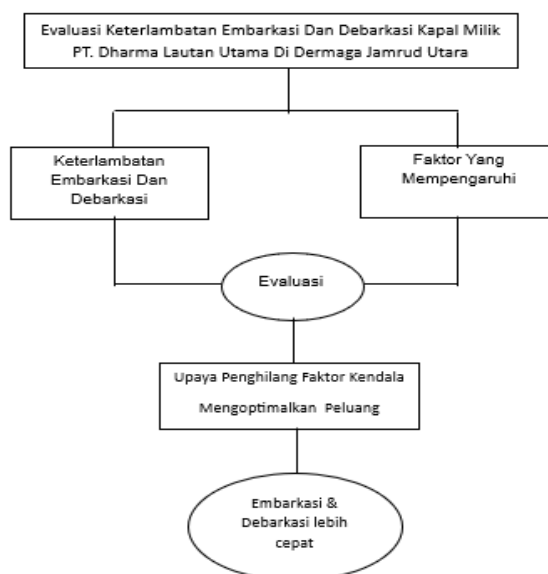 Evaluasi Keterlambatan Embarkasi Dan Debarkasi Kapal Milik
PT. Dharma Lautan Utama Di Dermaga Jamrud Utara
Keterlambatan
Embarkasi Dan
Debarkasi
Faktor Yang
Mempengaruhi
Evaluasi
Upaya Penghilang Faktor Kendala
Mengoptimalkan Peluang
Embarkasi &
Debarkasi lebih
cepat